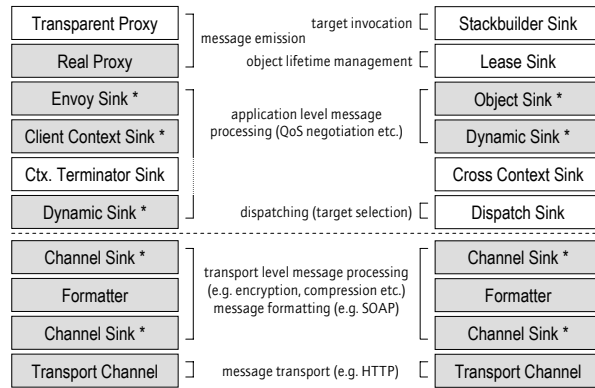 Transparent Proxy
target invocation
Stackbuilder Sink
message emission
Real Proxy
object lifetime management
Lease Sink
Envoy Sink *
Object Sink *
application level message
processing (QoS negotiation etc.)
Client Context Sink *
Dynamic Sink *
Ctx. Terminator Sink
Cross Context Sink
Dynamic Sink *
dispatching (target selection)
Dispatch Sink
Channel Sink *
Channel Sink *
transport level message processing
(e.g. encryption, compression etc.)
message formatting (e.g. SOAP)
Formatter
Formatter
Channel Sink *
Channel Sink *
Transport Channel
message transport (e.g. HTTP)
Transport Channel